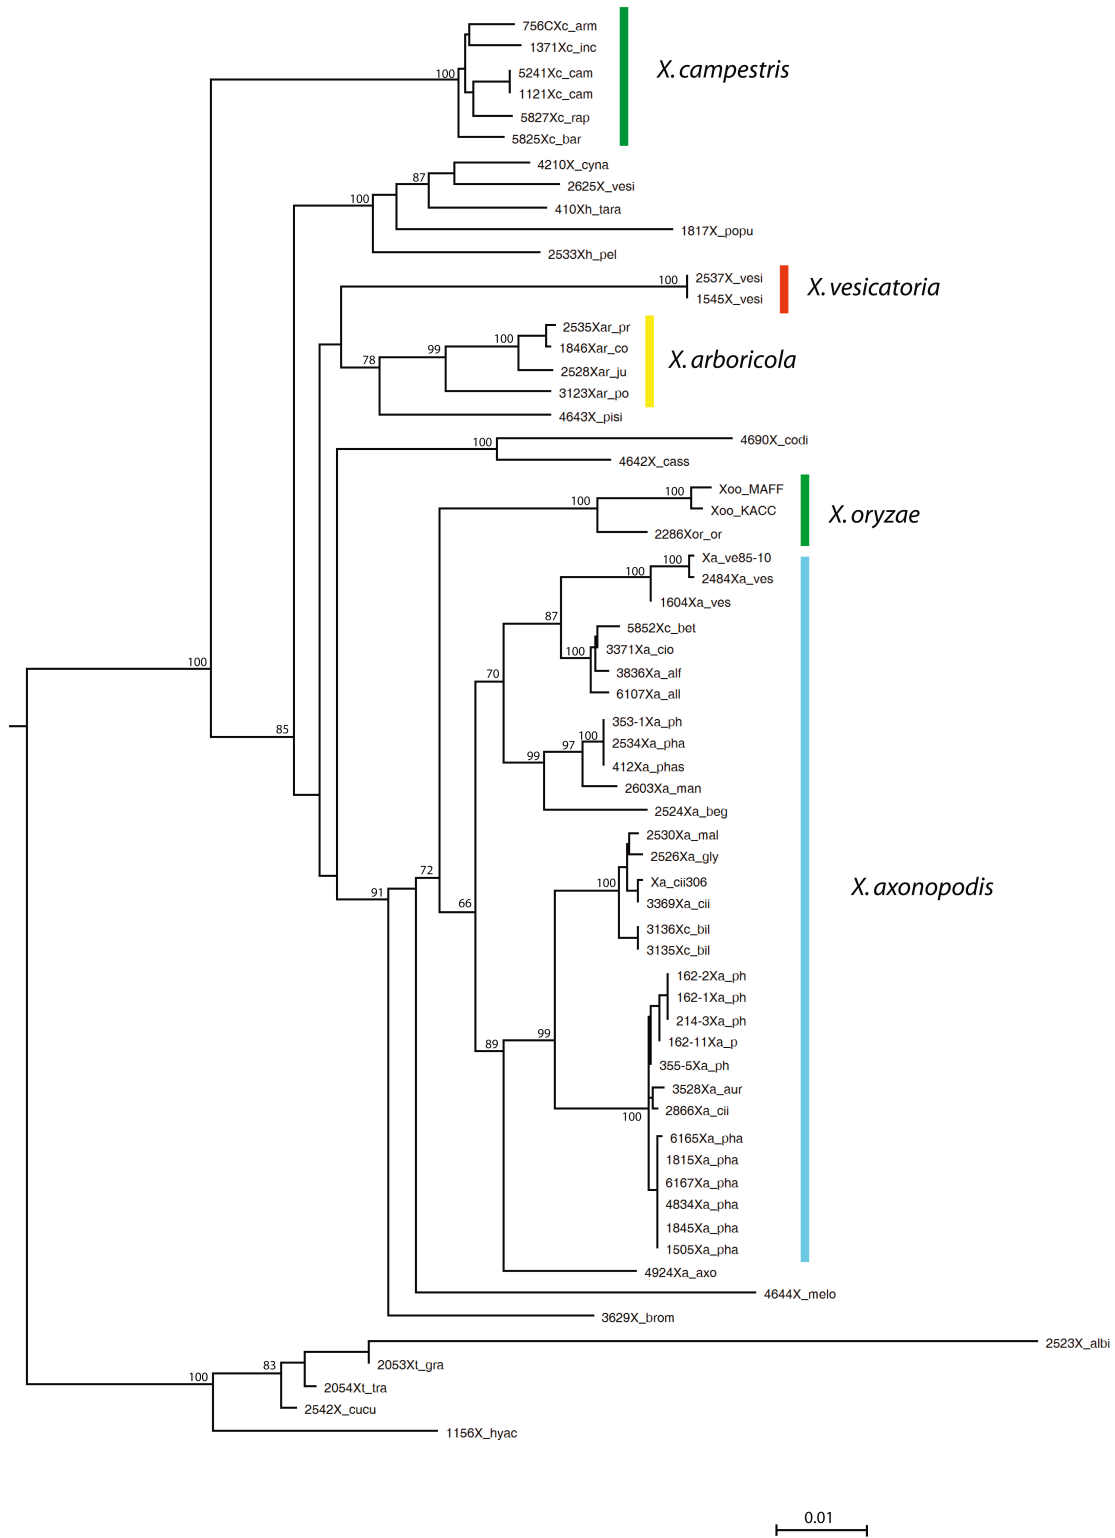 756CXc_arm
1371Xc_inc
100
5241Xc_cam
X. campestris
1121Xc_cam
5827Xc_rap
5825Xc_bar
4210X_cyna
87
2625X_vesi
100
410Xh_tara
1817X_popu
2533Xh_pel
100
2537X_vesi
X. vesicatoria
1545X_vesi
2535Xar_pr
100
1846Xar_co
99
78
X. arboricola
2528Xar_ju
3123Xar_po
4643X_pisi
100
4690X_codi
4642X_cass
100
Xoo_MAFF
100
Xoo_KACC
X. oryzae
2286Xor_or
100
Xa_ve85-10
100
2484Xa_ves
1604Xa_ves
87
5852Xc_bet
100
3371Xa_cio
100
3836Xa_alf
70
6107Xa_all
353-1Xa_ph
85
100
97
2534Xa_pha
99
412Xa_phas
2603Xa_man
2524Xa_beg
2530Xa_mal
2526Xa_gly
72
100
Xa_cii306
X. axonopodis
91
66
3369Xa_cii
3136Xc_bil
3135Xc_bil
162-2Xa_ph
162-1Xa_ph
214-3Xa_ph
99
162-11Xa_p
89
355-5Xa_ph
3528Xa_aur
100
2866Xa_cii
6165Xa_pha
1815Xa_pha
6167Xa_pha
4834Xa_pha
1845Xa_pha
1505Xa_pha
4924Xa_axo
4644X_melo
3629X_brom
2523X_albi
83
2053Xt_gra
100
2054Xt_tra
2542X_cucu
1156X_hyac
0.01